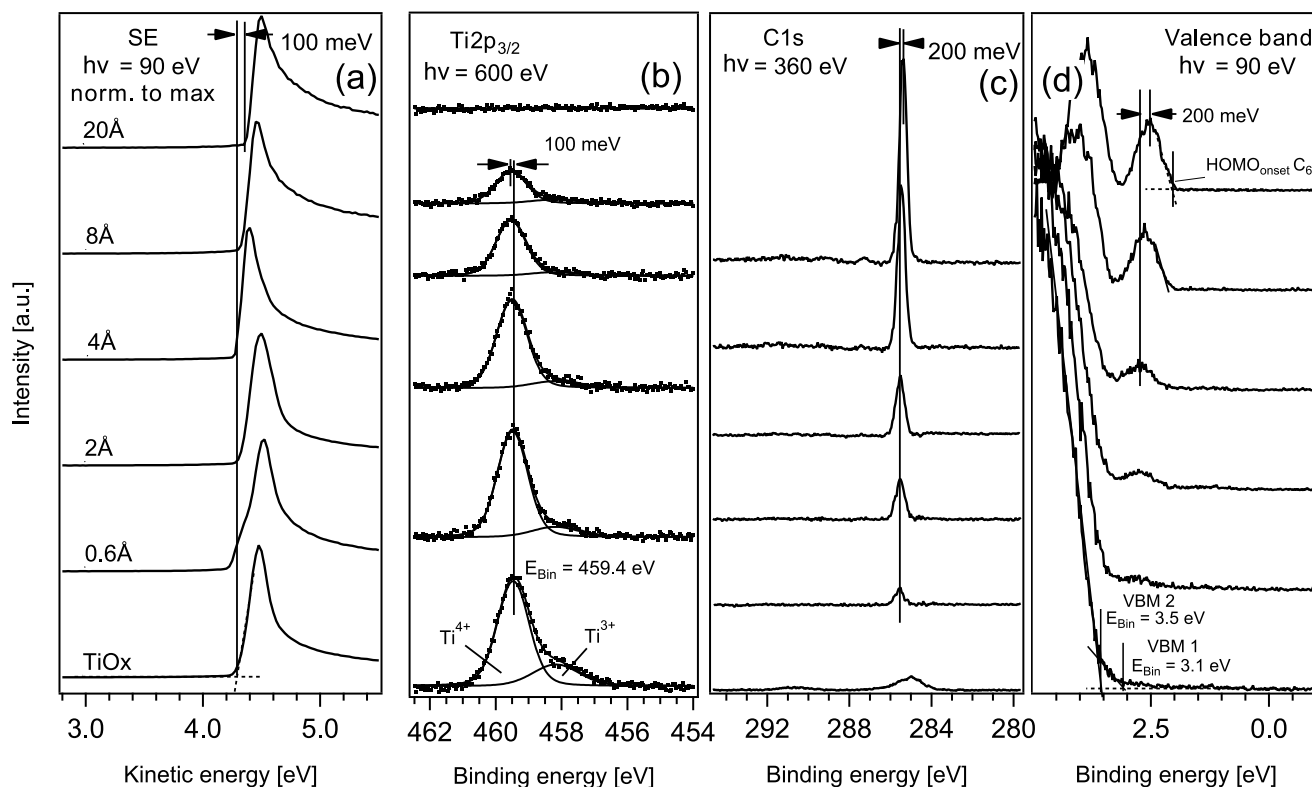 Intensity [a.u.]
SE
hν = 90 eV
norm. to max
100 meV
(a)
20Å
8Å
4Å
2Å
0.6Å
TiOx
3.0
4.0
5.0
Kinetic energy [eV]
Ti2p3/2
hν = 600 eV
(b)
100 meV
EBin = 459.4 eV
Ti4+
Ti3+
462
460
458
456
454
Binding energy [eV]
C1s
hν = 360 eV
200 meV
(c)
292
288
284
280
Binding energy [eV]
Valence band
hν = 90 eV
(d)
200 meV
HOMOonset C6
VBM 2
EBin = 3.5 eV
VBM 1
EBin = 3.1 eV
2.5
0.0
Binding energy [eV]